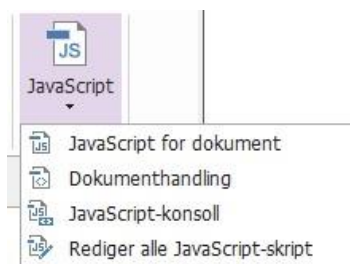 JS
JavaScript
JavaScript for dokument
Dokumenthandling
JavaScript-konsoll
Rediger alle JavaScript-skript